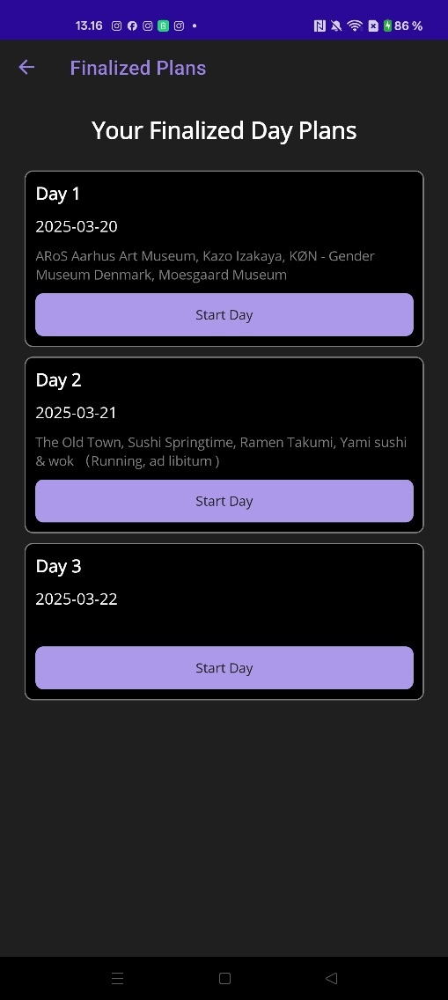 13.16
86 %
Finalized Plans
Your Finalized Day Plans
Day 1
2025-03-20
ARoS Aarhus Art Museum, Kazo Izakaya, KØN - Gender
Museum Denmark, Moesgaard Museum
Start Day
Day 2
2025-03-21
The Old Town, Sushi Springtime, Ramen Takumi, Yami sushi
& wok （Running, ad libitum )
Start Day
Day 3
2025-03-22
Start Day